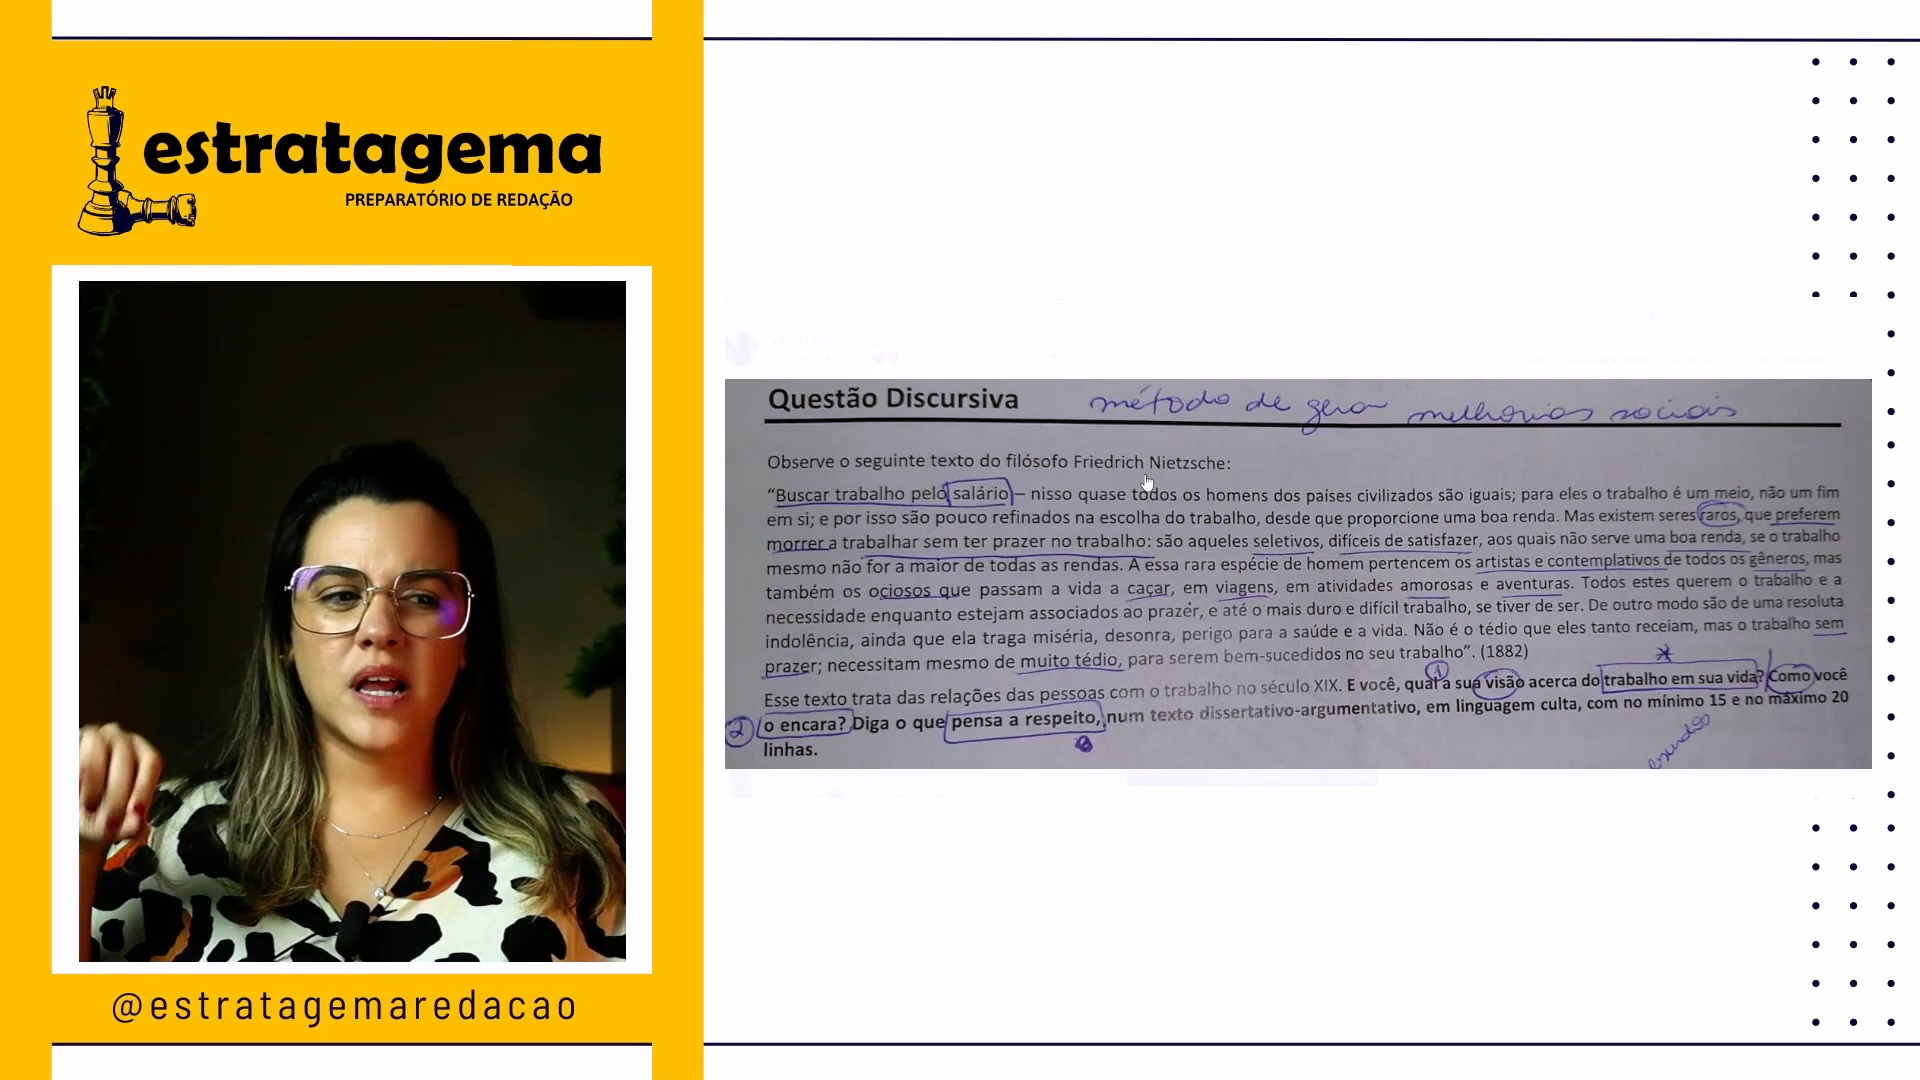 estratagema
PREPARATÓRIO DE REDAÇÃO
@estratagemaredacao
Questão Discursiva método de gerar melhorias sociais
Observe o seguinte texto do filósofo Friedrich Nietzsche:
“Buscar trabalho pelo salário – nisso quase todos os homens dos países civilizados são iguais; para eles o trabalho é um meio, não um fim
em si; e por isso são pouco refinados na escolha do trabalho, desde que proporcione uma boa renda. Mas existem seres raros, que preferem
morrer a trabalhar sem ter prazer no trabalho: são aqueles seletivos, difíceis de satisfazer, aos quais não serve uma boa renda, se o trabalho
mesmo não for a maior de todas as rendas. A essa rara espécie de homem pertencem os artistas e contemplativos de todos os gêneros, mas
também os ociosos que passam a vida a caçar, em viagens, em atividades amorosas e aventuras. Todos estes querem o trabalho e a
necessidade enquanto estejam associados ao prazer, e até o mais duro e difícil trabalho, se tiver de ser. De outro modo são de uma resoluta
indolência, ainda que ela traga miséria, desonra, perigo para a saúde e a vida. Não é o tédio que eles tanto receiam, mas o trabalho sem
prazer; necessitam mesmo de muito tédio, para serem bem-sucedidos no seu trabalho”. (1882)
1
Esse texto trata das relações das pessoas com o trabalho no século XIX. E você, qual a sua visão acerca do trabalho em sua vida? Como você
2 o encara? Diga o que pensa a respeito, num texto dissertativo-argumentativo, em linguagem culta, com no mínimo 15 e no máximo 20
linhas.